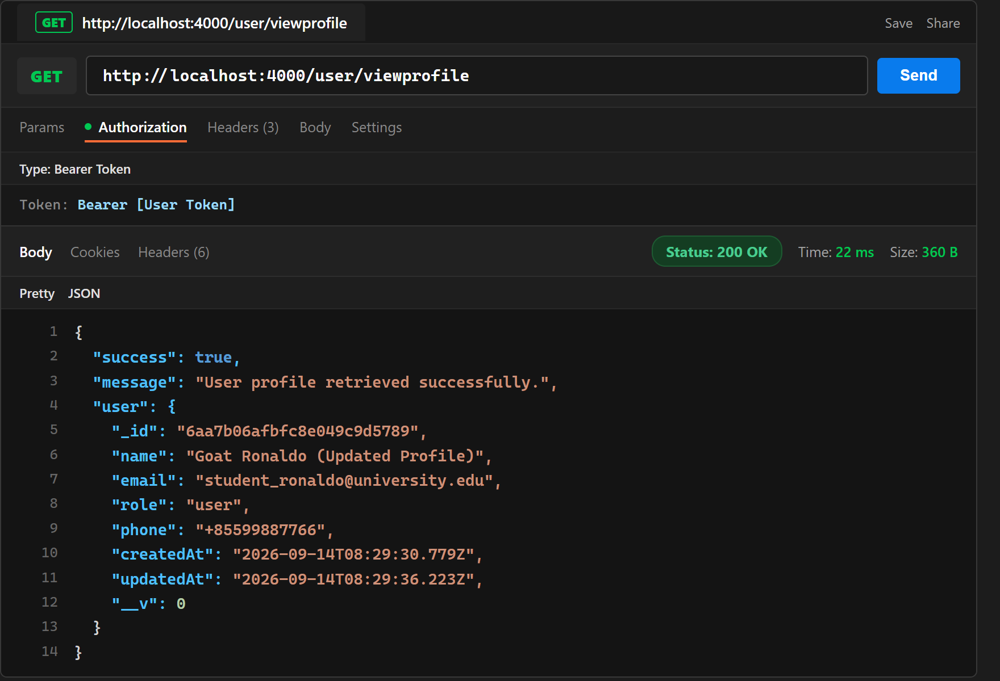 GET http://localhost:4000/user/viewprofile Save Share
GET http://localhost:4000/user/viewprofile Send
Params Authorization Headers (3) Body Settings
Type: Bearer Token
Token: Bearer [User Token]
Body Cookies Headers (6) Status: 200 OK Time: 22 ms Size: 360 B
Pretty JSON
1 {
2 "success": true,
3 "message": "User profile retrieved successfully.",
4 "user": {
5 "_id": "6aa7b06afbfc8e049c9d5789",
6 "name": "Goat Ronaldo (Updated Profile)",
7 "email": "student_ronaldo@university.edu",
8 "role": "user",
9 "phone": "+85599887766",
10 "createdAt": "2026-09-14T08:29:30.779Z",
11 "updatedAt": "2026-09-14T08:29:36.223Z",
12 "__v": 0
13 }
14 }